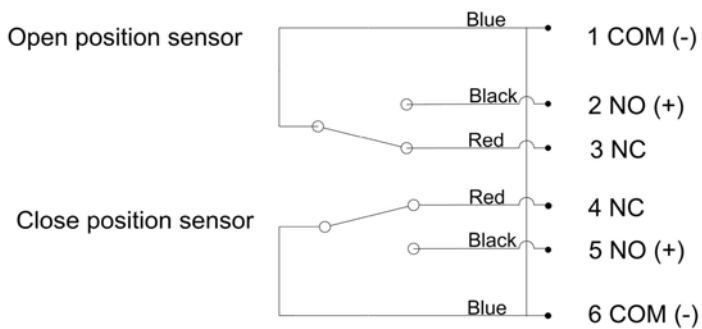 Blue
Open position sensor
1 COM (-)
Black
2 NO (+)
Red
3 NC
Red
4 NC
Close position sensor
Black
5 NO (+)
Blue
6 COM (-)